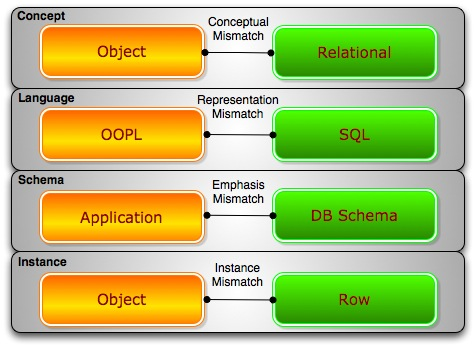 Concept
Conceptual
Mismatch
Object
Relational
Language
Representation
Mismatch
OOPL
SQL
Schema
Emphasis
Mismatch
Application
DB Schema
Instance
Instance
Mismatch
Object
Row